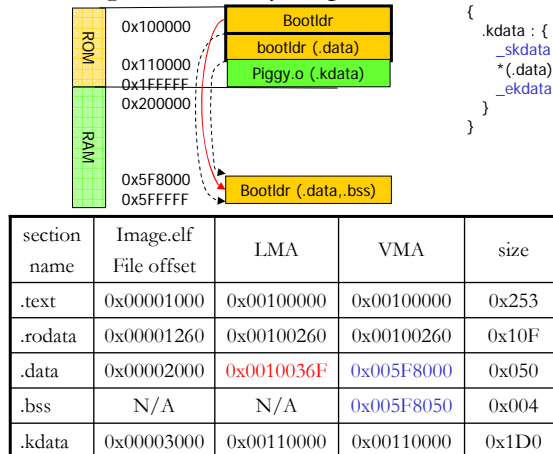 Bootldr
bootldr (.data)
Piggy.o (.kdata)
Bootldr (.data,.bss)
ROM
RAM
0x100000
0x110000
0x1FFFFF
0x200000
0x5F8000
0x5FFFFF
{
.kdata : {
_skdata
*(.data)
_ekdata
}
}
section name Image.elf File offset LMA VMA size
.text 0x00001000 0x00100000 0x00100000 0x253
.rodata 0x00001260 0x00100260 0x00100260 0x10F
.data 0x00002000 0x0010036F 0x005F8000 0x050
.bss N/A N/A 0x005F8050 0x004
.kdata 0x00003000 0x00110000 0x00110000 0x1D0